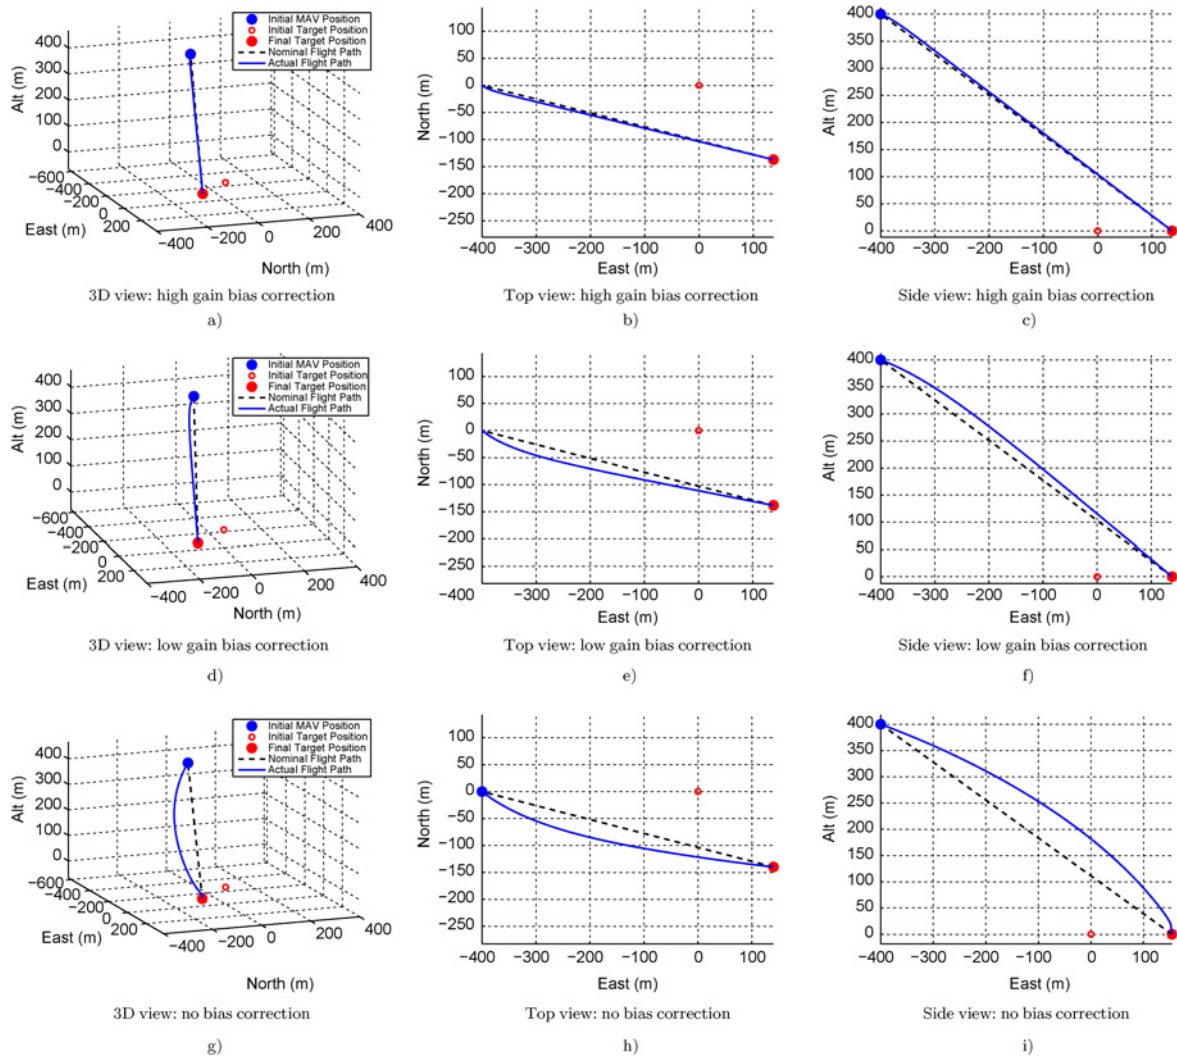 Initial MAV Position
Initial Target Position
Final Target Position
Nominal Flight Path
Actual Flight Path
400
300
200
100
0
Alt (m)
−600
−400
−200
0
200
East (m)
−400
−200
0
200
400
North (m)
3D view: high gain bias correction
a)
100
50
0
−50
−100
−150
−200
−250
North (m)
−400
−300
−200
−100
0
100
East (m)
Top view: high gain bias correction
b)
400
350
300
250
200
150
100
50
0
Alt (m)
−400
−300
−200
−100
0
100
East (m)
Side view: high gain bias correction
c)
Initial MAV Position
Initial Target Position
Final Target Position
Nominal Flight Path
Actual Flight Path
400
300
200
100
0
Alt (m)
−600
−400
−200
0
200
East (m)
−400
−200
0
200
400
North (m)
3D view: low gain bias correction
d)
100
50
0
−50
−100
−150
−200
−250
North (m)
−400
−300
−200
−100
0
100
East (m)
Top view: low gain bias correction
e)
400
350
300
250
200
150
100
50
0
Alt (m)
−400
−300
−200
−100
0
100
East (m)
Side view: low gain bias correction
f)
Initial MAV Position
Initial Target Position
Final Target Position
Nominal Flight Path
Actual Flight Path
400
300
200
100
0
Alt (m)
−600
−400
−200
0
200
East (m)
−400
−200
0
200
400
North (m)
3D view: no bias correction
g)
100
50
0
−50
−100
−150
−200
−250
North (m)
−400
−300
−200
−100
0
100
East (m)
Top view: no bias correction
h)
400
350
300
250
200
150
100
50
0
Alt (m)
−400
−300
−200
−100
0
100
East (m)
Side view: no bias correction
i)